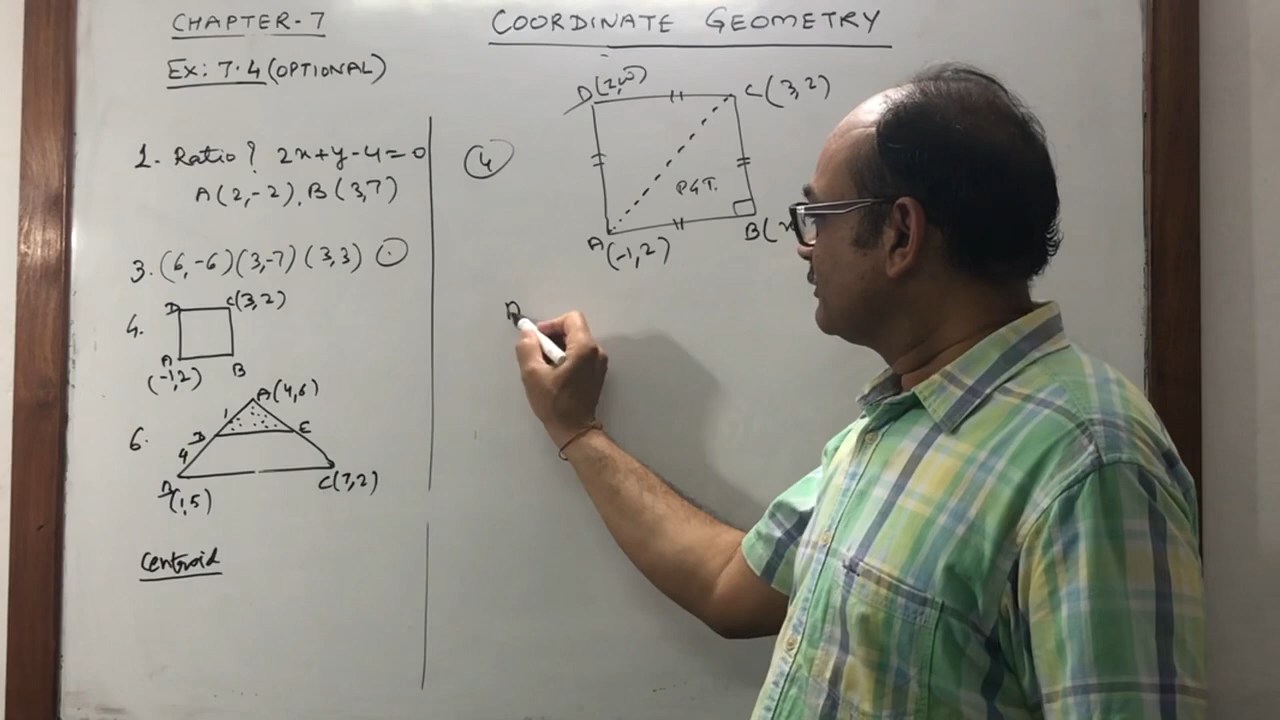 CHAPTER-7
EX: 7.4 (OPTIONAL)
1. Ratio? 2x+y-4=0
A(2,-2), B(3,7)
3. (6,-6) (3,-7) (3,3)
4. D C(3,2)
A B
(-1,2)
A(4,6)
6. 1 D E
4
B(1,5) C(7,2)
Centroid
COORDINATE GEOMETRY
D C(3,2)
4
P.G.T.
A(-1,2) B(